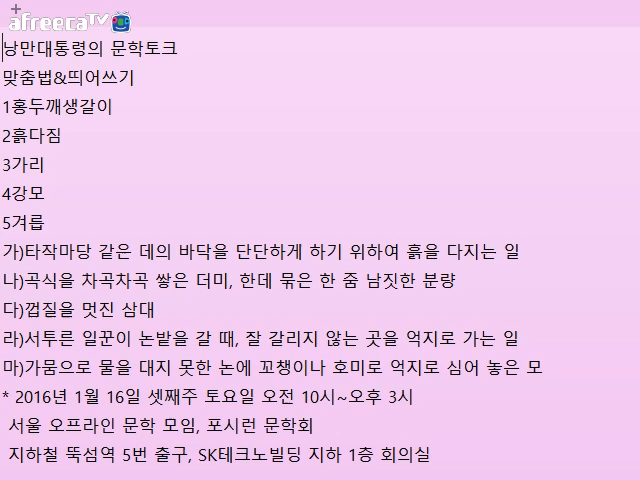 afreecaTV
낭만대통령의 문학토크
맞춤법&띄어쓰기
1홍두깨생갈이
2흙다짐
3가리
4강모
5겨릅
가)타작마당 같은 데의 바닥을 단단하게 하기 위하여 흙을 다지는 일
나)곡식을 차곡차곡 쌓은 더미, 한데 묶은 한 줌 남짓한 분량
다)껍질을 멋진 삼대
라)서투른 일꾼이 논밭을 갈 때, 잘 갈리지 않는 곳을 억지로 가는 일
마)가뭄으로 물을 대지 못한 논에 꼬챙이나 호미로 억지로 심어 놓은 모
* 2016년 1월 16일 셋째주 토요일 오전 10시~오후 3시
서울 오프라인 문학 모임, 포시런 문학회
지하철 뚝섬역 5번 출구, SK테크노빌딩 지하 1층 회의실